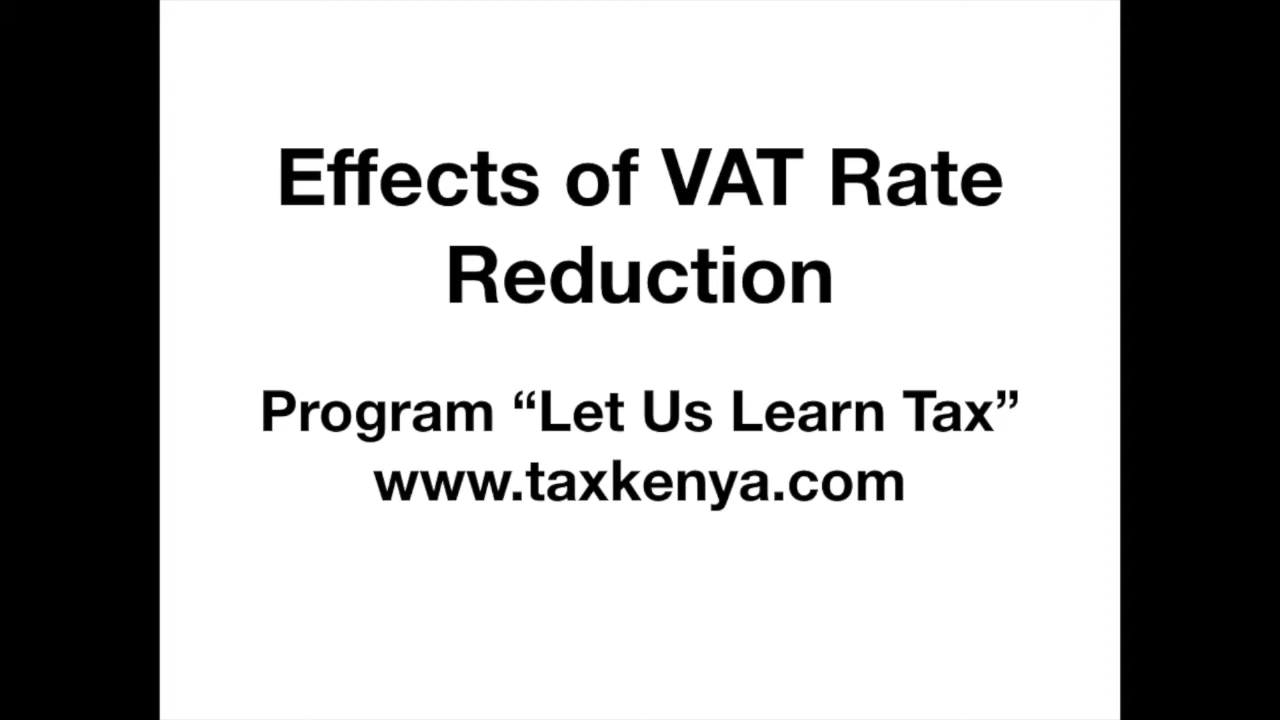 Effects of VAT Rate
Reduction
Program “Let Us Learn Tax”
www.taxkenya.com